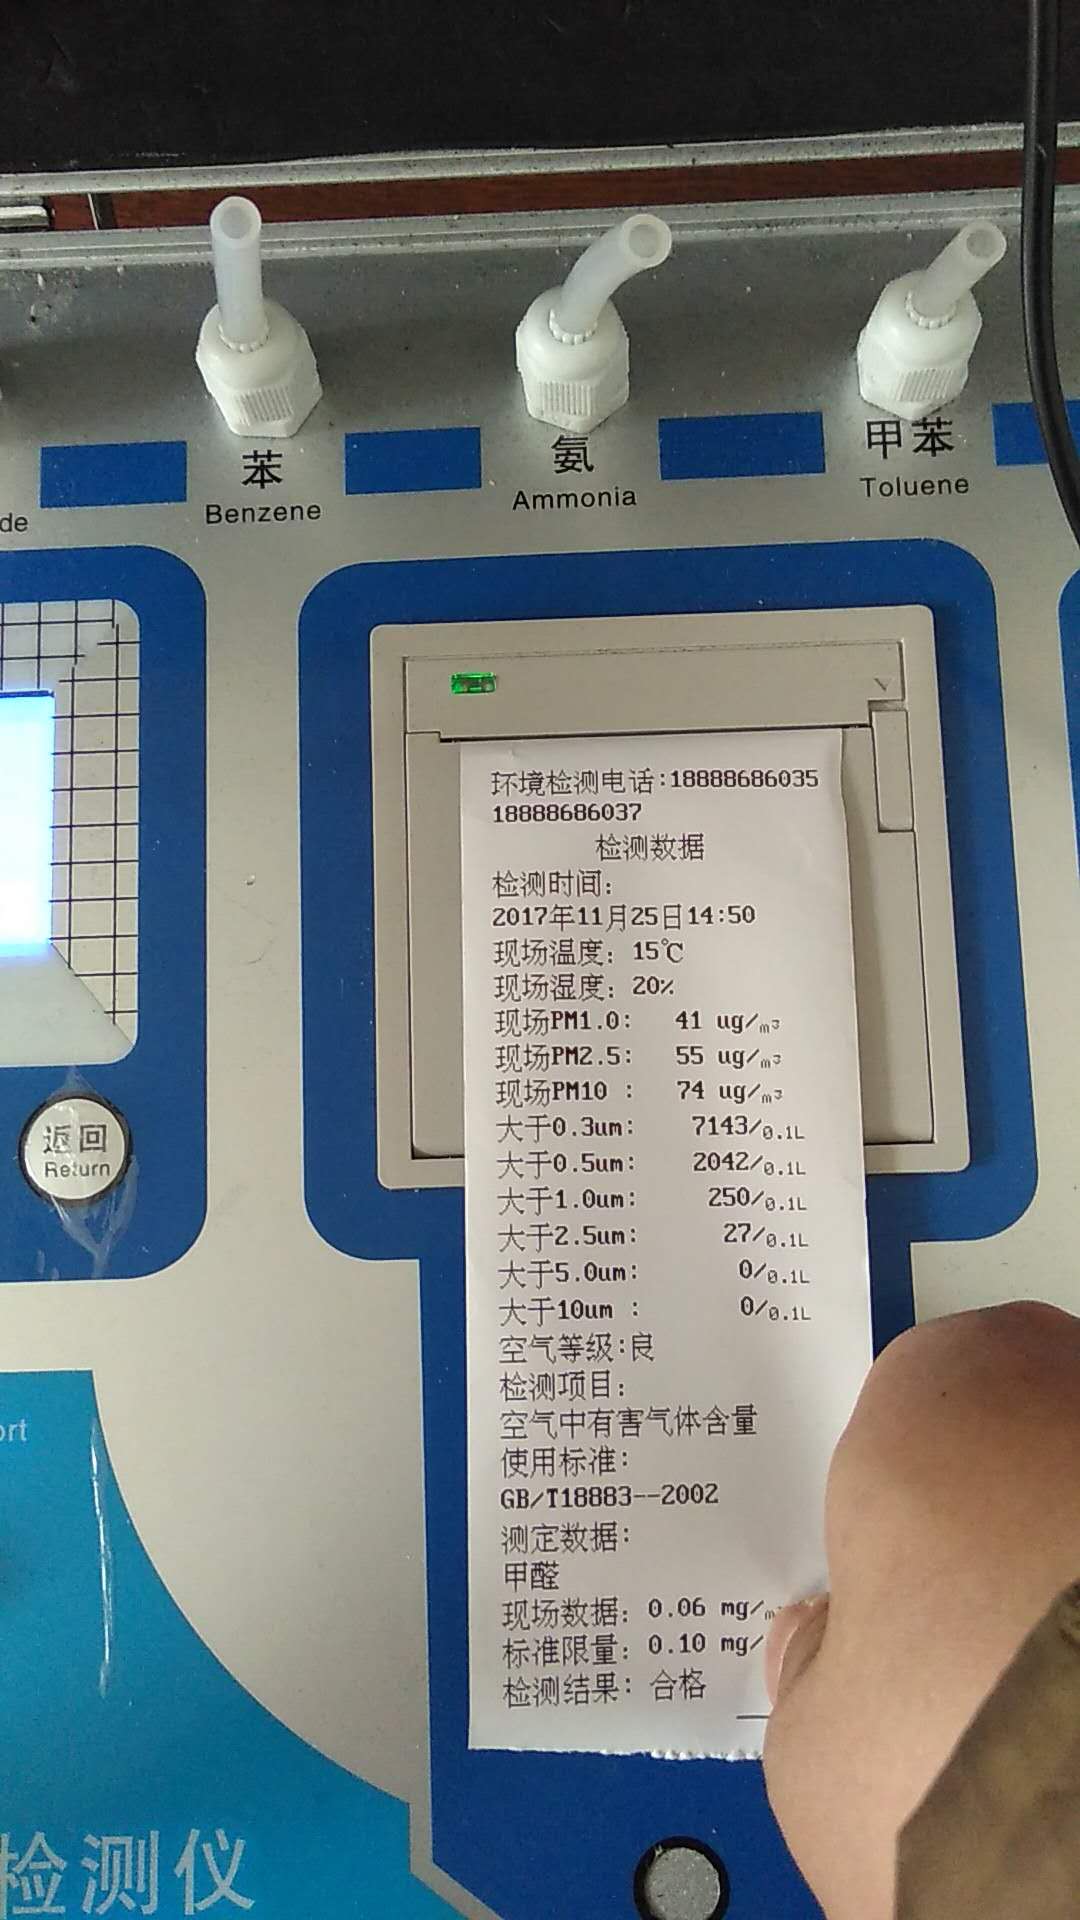 苯
Benzene
氨
Ammonia
甲苯
Toluene
de
环境检测电话:18888686035
18888686037
检测数据
检测时间:
2017年11月25日14:50
现场温度: 15℃
现场湿度: 20%
现场PM1.0: 41 ug/m³
现场PM2.5: 55 ug/m³
现场PM10 : 74 ug/m³
大于0.3um: 7143/0.1L
大于0.5um: 2042/0.1L
大于1.0um: 250/0.1L
大于2.5um: 27/0.1L
大于5.0um: 0/0.1L
大于10um : 0/0.1L
空气等级:良
检测项目:
空气中有害气体含量
使用标准:
GB/T18883--2002
测定数据:
甲醛
现场数据: 0.06 mg/m
标准限量: 0.10 mg/
检测结果: 合格
返回
Return
ort
检测仪